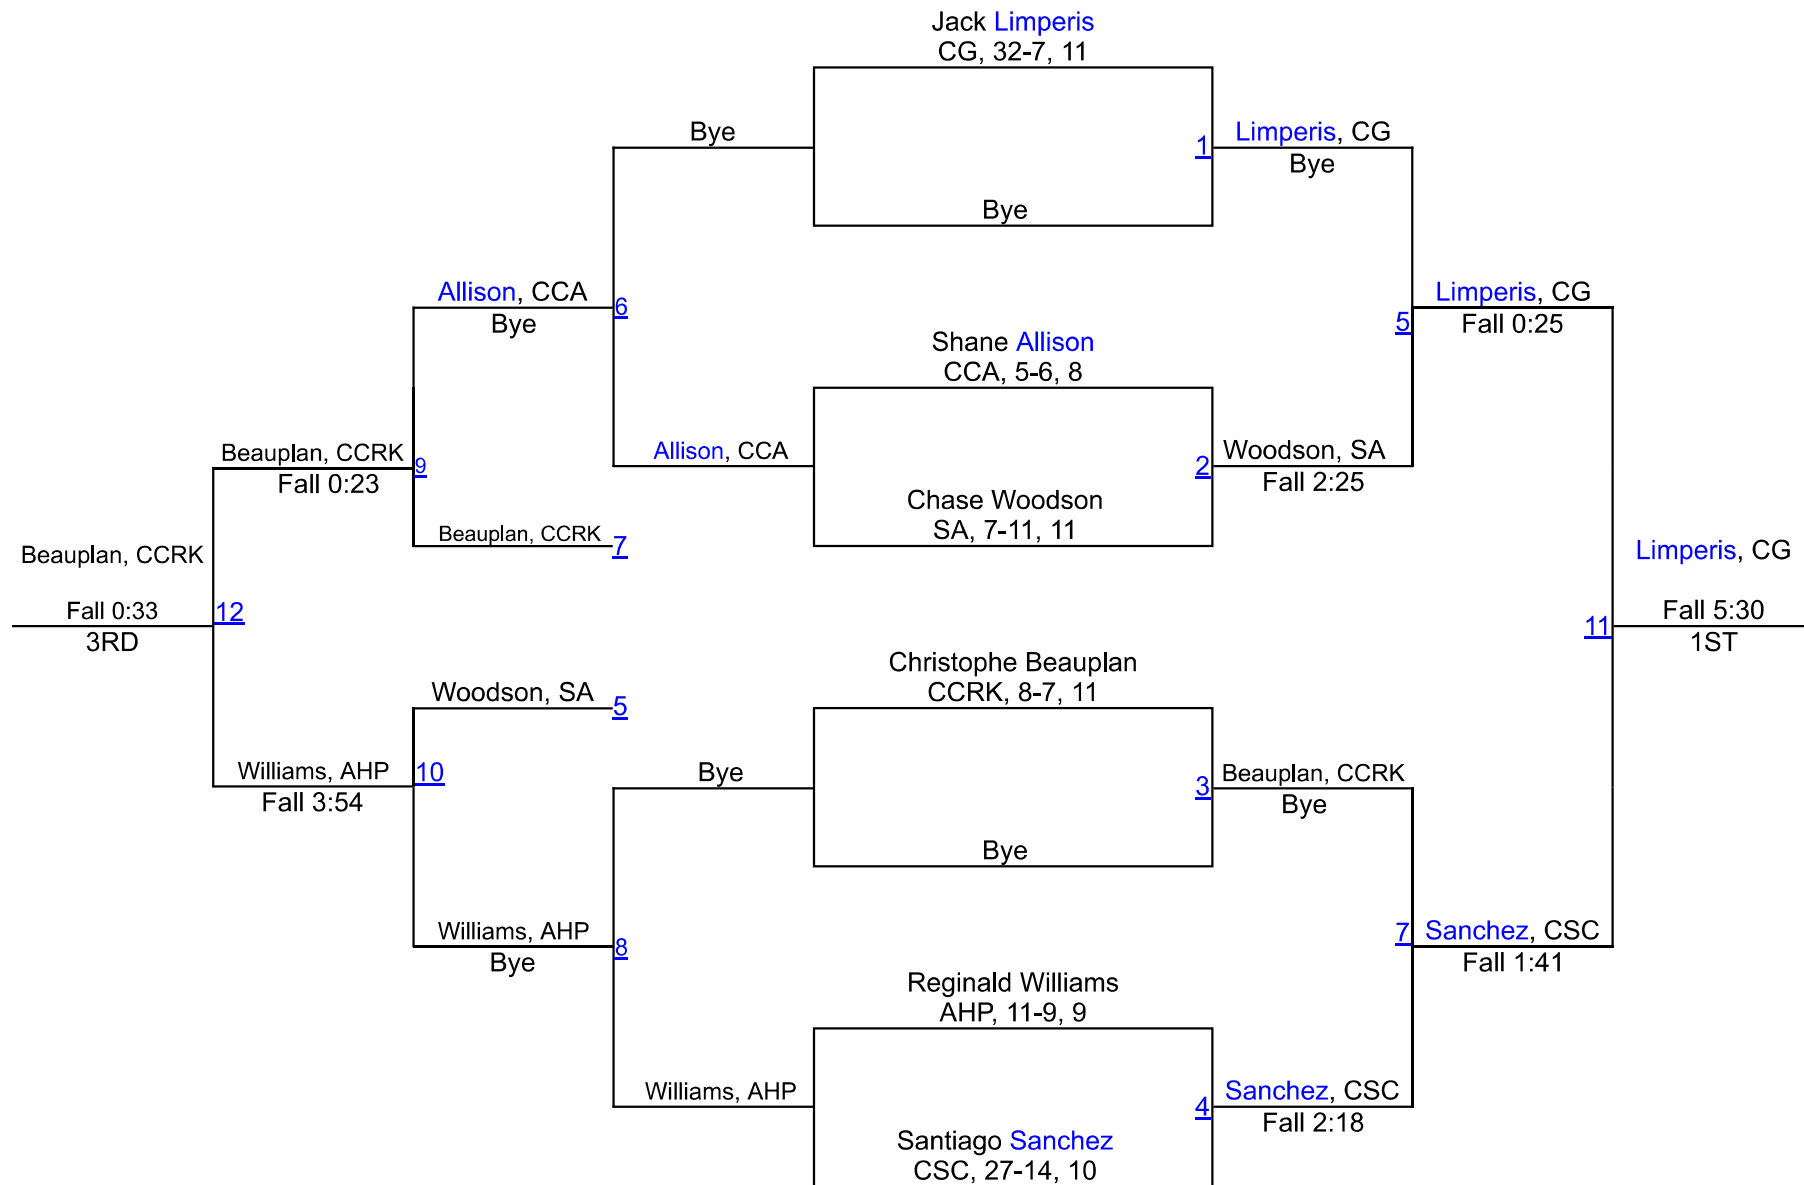 Jack Limperis
CG, 32-7, 11
Bye
1
Limperis, CG
Bye
Bye
Allison, CCA
Bye
6
Limperis, CG
Fall 0:25
5
Shane Allison
CCA, 5-6, 8
Beauplan, CCRK
Fall 0:23
9
Allison, CCA
2
Woodson, SA
Fall 2:25
Chase Woodson
SA, 7-11, 11
Beauplan, CCRK
7
Beauplan, CCRK
Fall 0:33
3RD
12
Limperis, CG
Fall 5:30
1ST
11
Christophe Beauplan
CCRK, 8-7, 11
Woodson, SA
5
Williams, AHP
Fall 3:54
10
Bye
3
Beauplan, CCRK
Bye
Bye
Williams, AHP
Bye
8
7
Sanchez, CSC
Fall 1:41
Reginald Williams
AHP, 11-9, 9
Williams, AHP
4
Sanchez, CSC
Fall 2:18
Santiago Sanchez
CSC, 27-14, 10